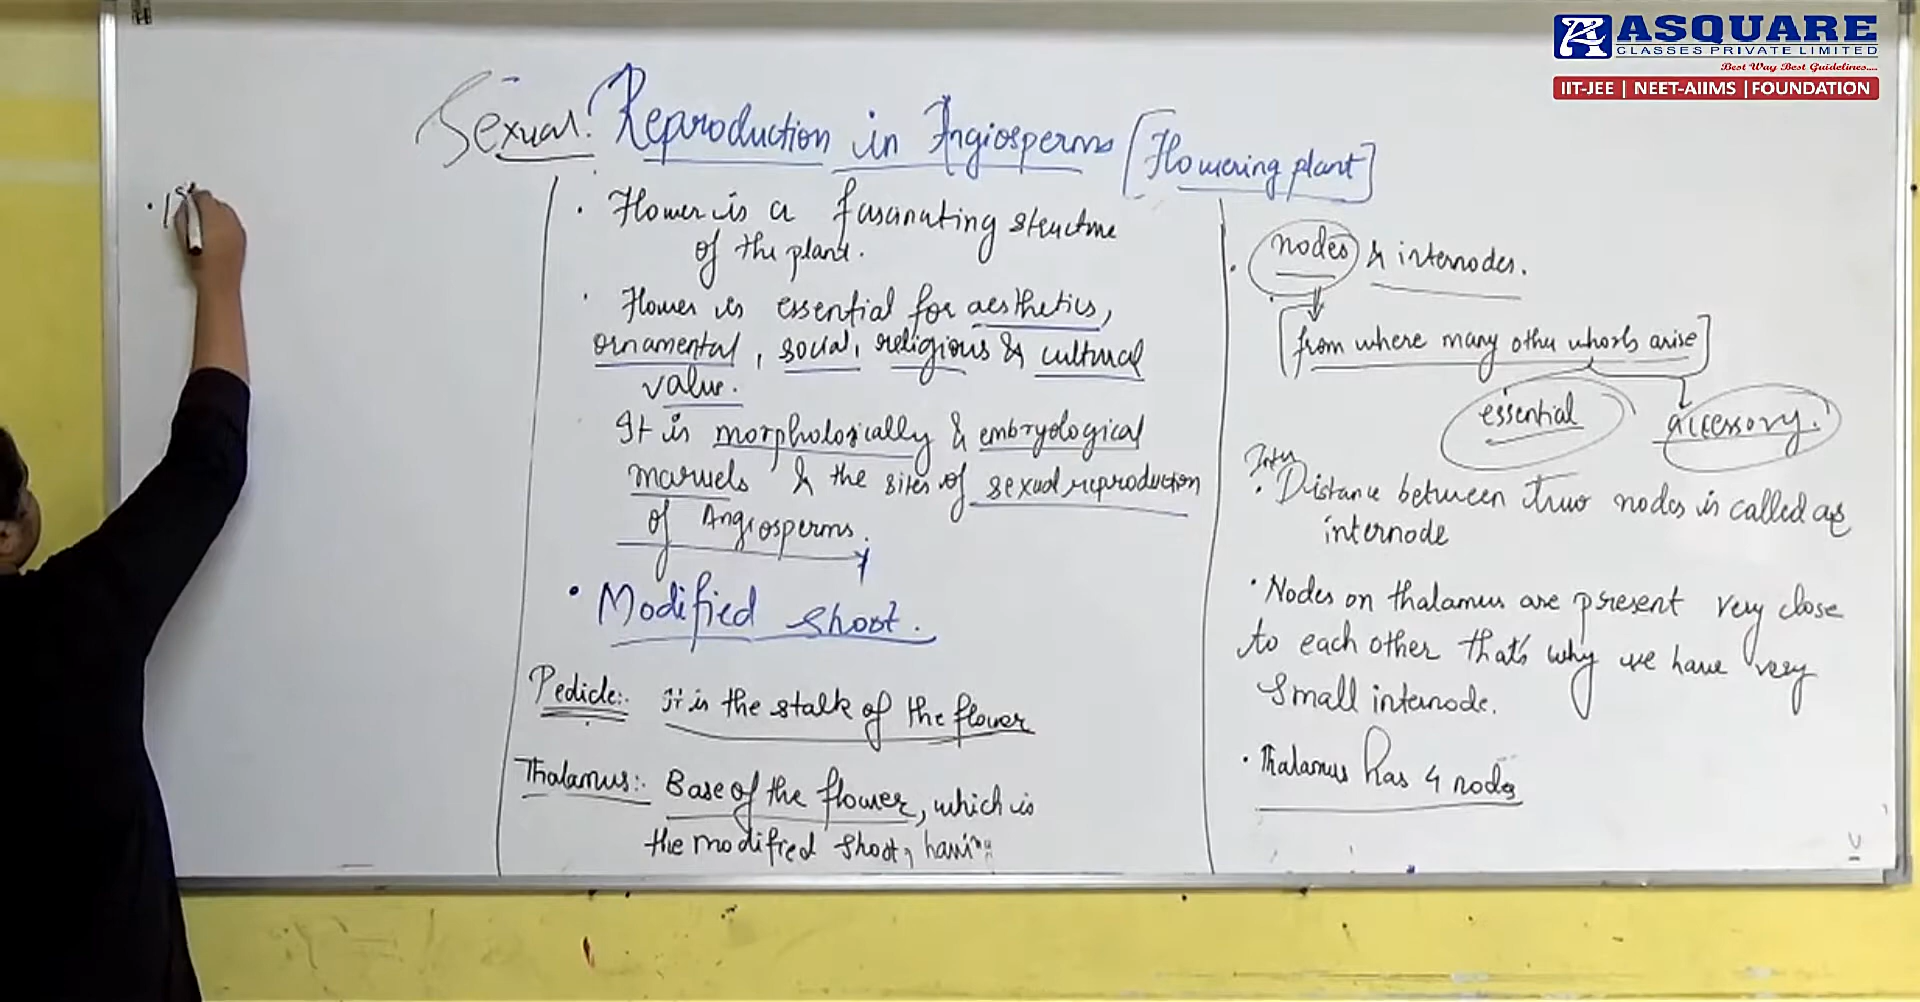 ASQUARE
CLASSES PRIVATE LIMITED
Best Way Best Guidelines....
IIT-JEE | NEET-AIIMS | FOUNDATION
Sexual Reproduction in Angiosperms [Flowering plant]
. 1s
. Flower is a fascinating structure
of the plant.
. Flower is essential for aesthetics,
ornamental, social, religious & cultural
value.
It is morphologically & embryological
marvels & the sites of sexual reproduction
of Angiosperms.
. Modified shoot.
Pedicle:- it is the stalk of the flower
Thalamus:- Base of the flower, which is
the modified shoot, having
. nodes & internodes.
[from where many other whorls arise]
essential accessory.
Inter
. Distance between two nodes is called as
internode
. Nodes on thalamus are present very close
to each other that's why we have very
small internode.
. Thalamus has 4 nodes